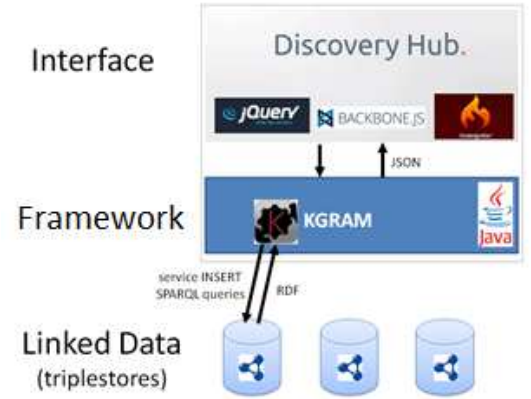 Interface
Discovery Hub.
jQuery
BACKBONE.JS
JSON
Framework
KGRAM
Java
service INSERT
SPARQL queries
RDF
Linked Data
(triplestores)